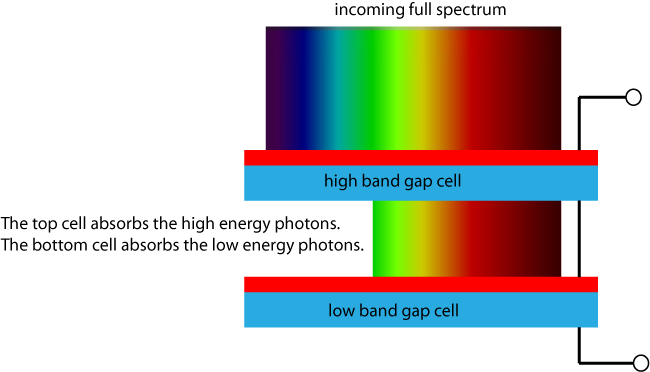 incoming full spectrum
high band gap cell
The top cell absorbs the high energy photons.
The bottom cell absorbs the low energy photons.
low band gap cell